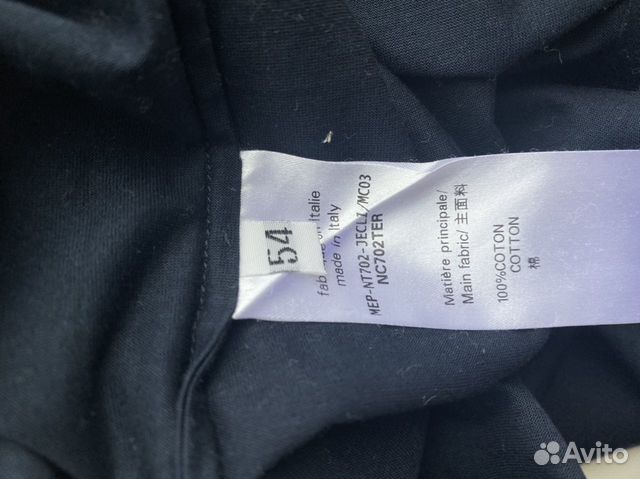 54
fabriqué en Italie
made in Italy
MEP-NT702-JECLI/MC03
NC702TER
Matière principale/
Main fabric/ 主面料
100%COTON
COTTON
棉
Avito